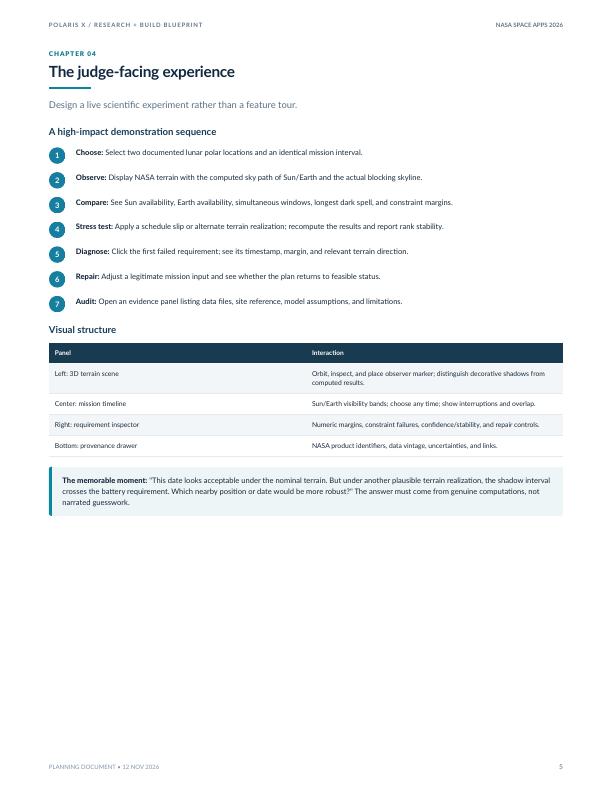 POLARIS X / RESEARCH + BUILD BLUEPRINT
NASA SPACE APPS 2026
CHAPTER 04
The judge-facing experience
Design a live scientific experiment rather than a feature tour.
A high-impact demonstration sequence
1 Choose: Select two documented lunar polar locations and an identical mission interval.
2 Observe: Display NASA terrain with the computed sky path of Sun/Earth and the actual blocking skyline.
3 Compare: See Sun availability, Earth availability, simultaneous windows, longest dark spell, and constraint margins.
4 Stress test: Apply a schedule slip or alternate terrain realization; recompute the results and report rank stability.
5 Diagnose: Click the first failed requirement; see its timestamp, margin, and relevant terrain direction.
6 Repair: Adjust a legitimate mission input and see whether the plan returns to feasible status.
7 Audit: Open an evidence panel listing data files, site reference, model assumptions, and limitations.
Visual structure
Panel Interaction
Left: 3D terrain scene Orbit, inspect, and place observer marker; distinguish decorative shadows from
computed results.
Center: mission timeline Sun/Earth visibility bands; choose any time; show interruptions and overlap.
Right: requirement inspector Numeric margins, constraint failures, confidence/stability, and repair controls.
Bottom: provenance drawer NASA product identifiers, data vintage, uncertainties, and links.
The memorable moment: "This date looks acceptable under the nominal terrain. But under another plausible terrain realization, the shadow interval
crosses the battery requirement. Which nearby position or date would be more robust?" The answer must come from genuine computations, not
narrated guesswork.
PLANNING DOCUMENT • 12 NOV 2026
5